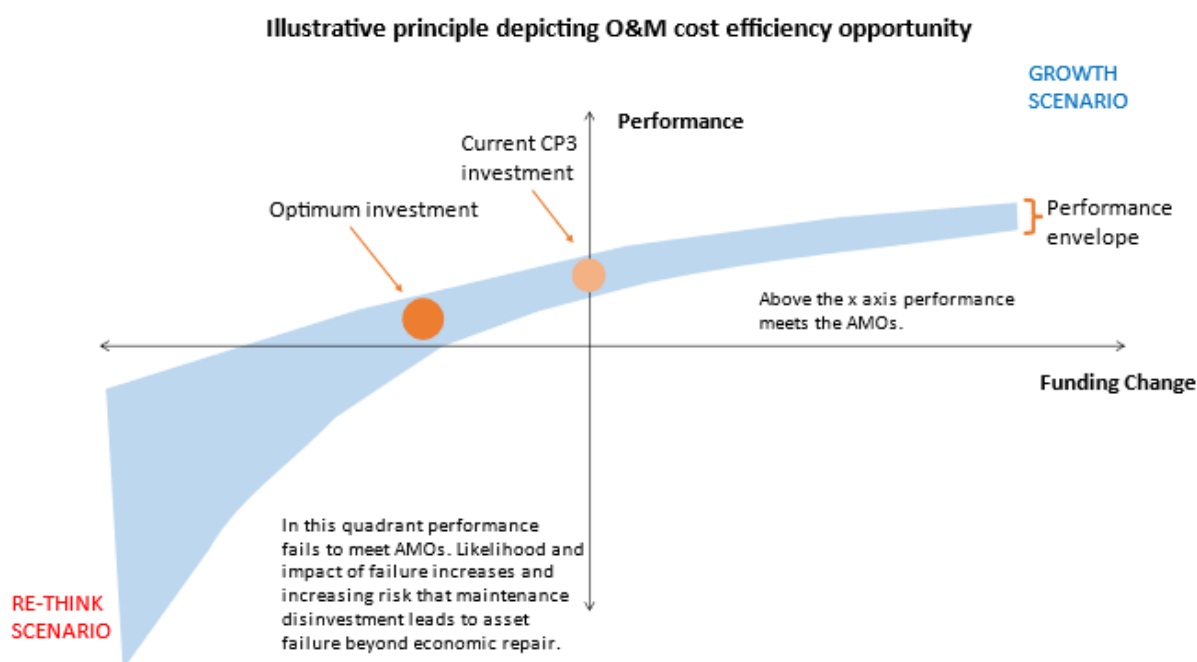 Illustrative principle depicting O&M cost efficiency opportunity
GROWTH
SCENARIO
Performance
Current CP3
investment
Optimum investment
Performance
envelope
Above the x axis performance
meets the AMOs.
Funding Change
In this quadrant performance
fails to meet AMOs. Likelihood and
impact of failure increases and
increasing risk that maintenance
disinvestment leads to asset
failure beyond economic repair.
RE-THINK
SCENARIO